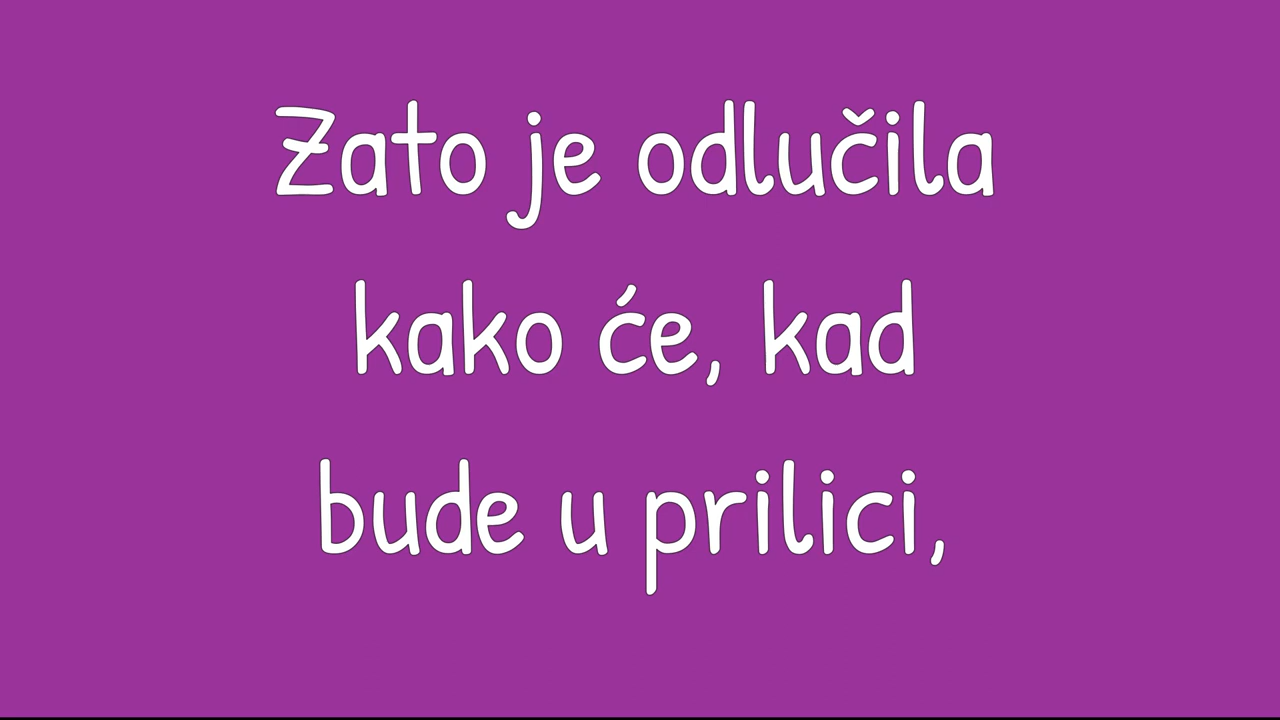 Zato je odlučila
kako će, kad
bude u prilici,